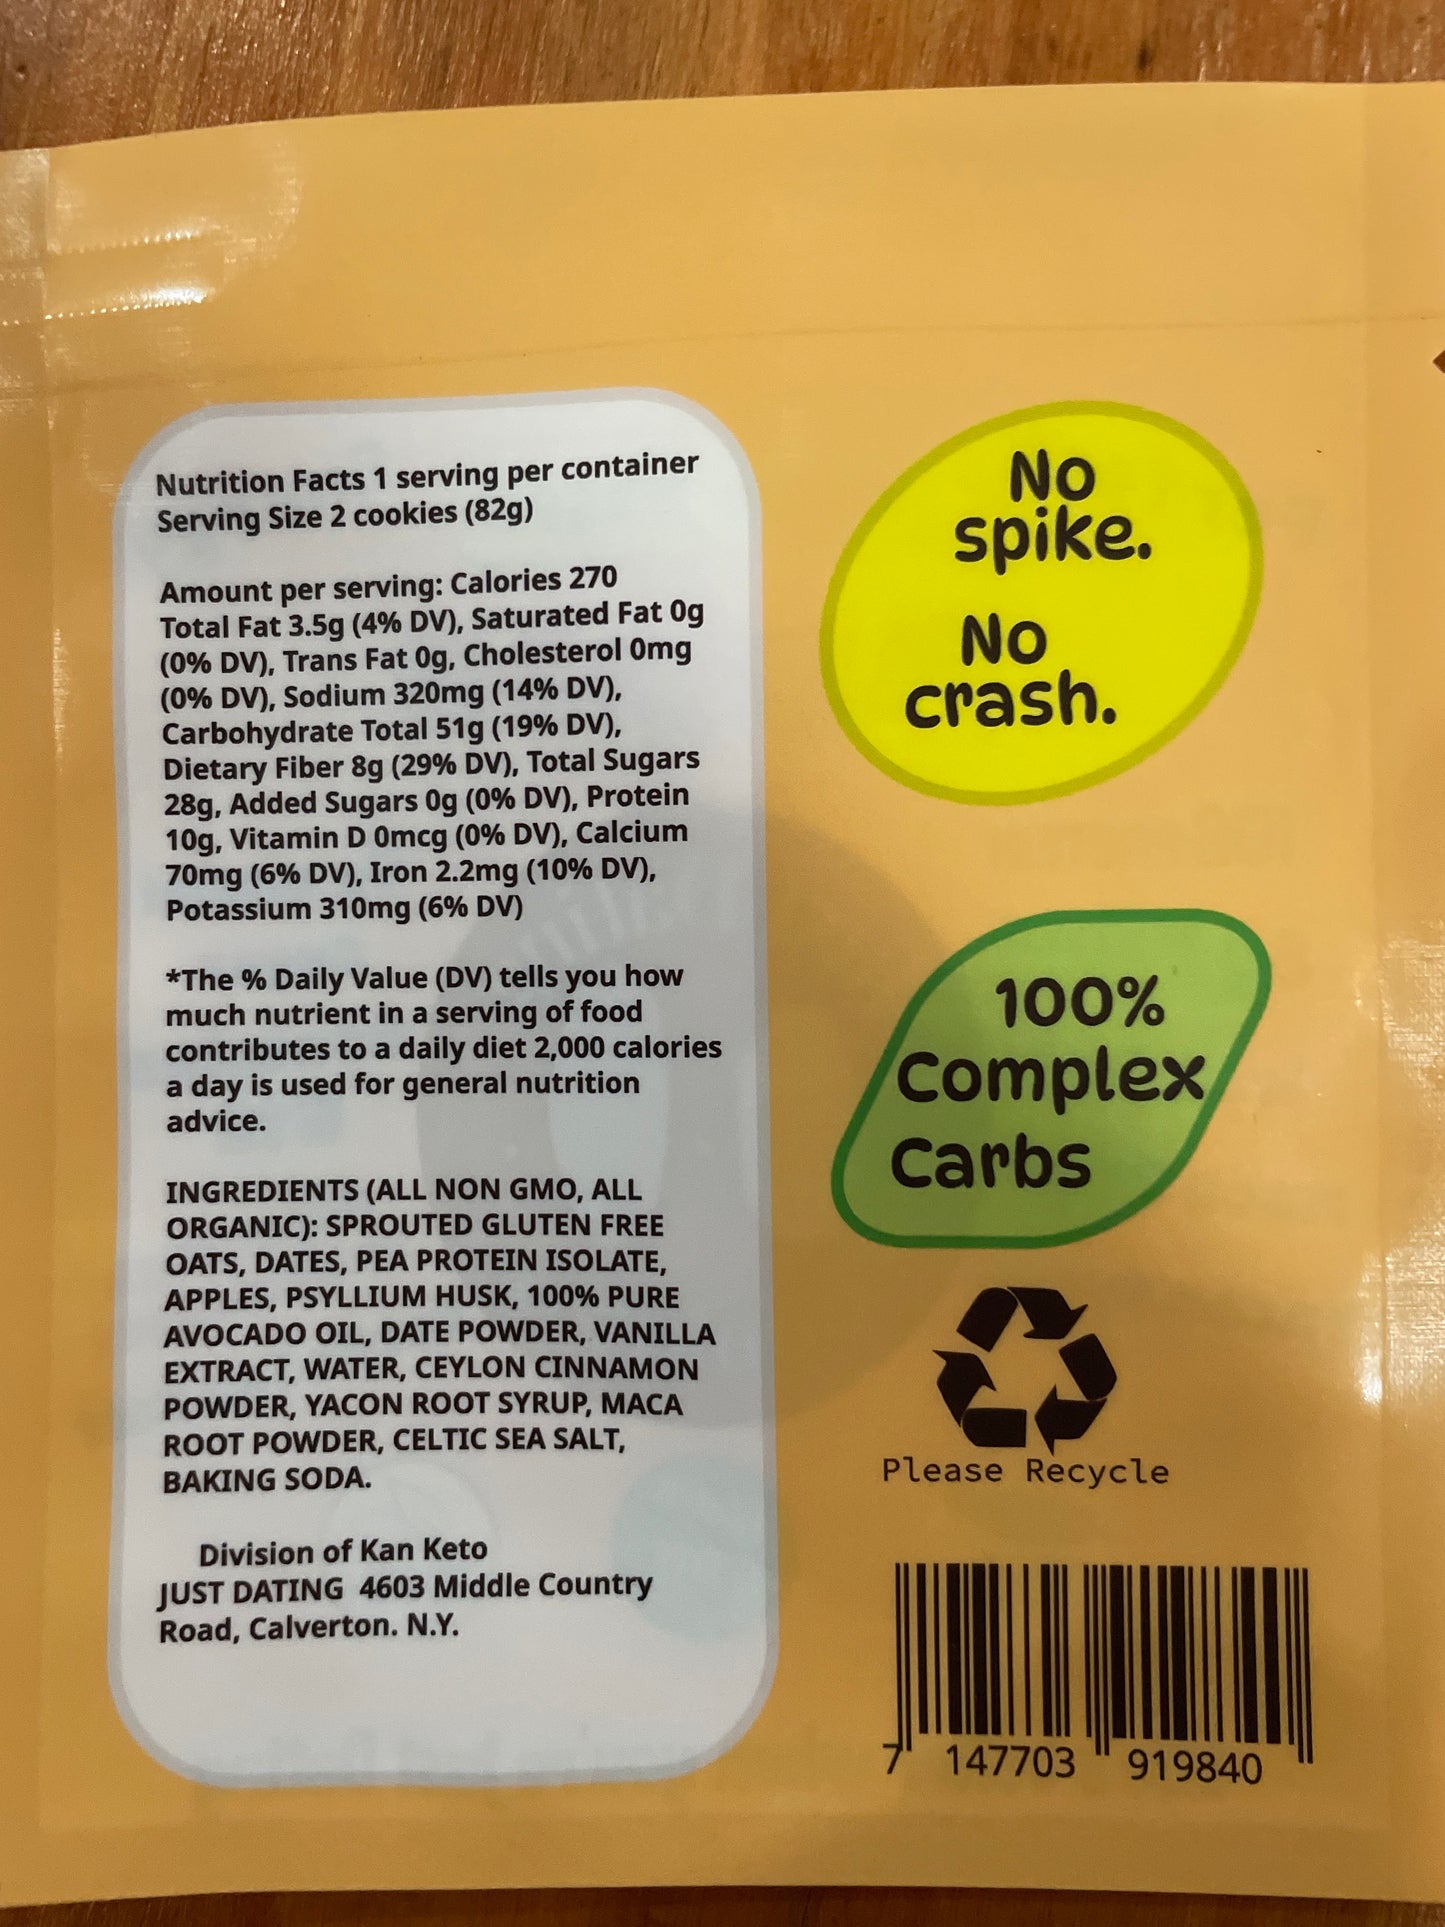 Nutrition Facts 1 serving per container
Serving Size 2 cookies (82g)
Amount per serving: Calories 270
Total Fat 3.5g (4% DV), Saturated Fat 0g
(0% DV), Trans Fat 0g, Cholesterol 0mg
(0% DV), Sodium 320mg (14% DV),
Carbohydrate Total 51g (19% DV),
Dietary Fiber 8g (29% DV), Total Sugars
28g, Added Sugars 0g (0% DV), Protein
10g, Vitamin D 0mcg (0% DV), Calcium
70mg (6% DV), Iron 2.2mg (10% DV),
Potassium 310mg (6% DV)
*The % Daily Value (DV) tells you how
much nutrient in a serving of food
contributes to a daily diet 2,000 calories
a day is used for general nutrition
advice.
INGREDIENTS (ALL NON GMO, ALL
ORGANIC): SPROUTED GLUTEN FREE
OATS, DATES, PEA PROTEIN ISOLATE,
APPLES, PSYLLIUM HUSK, 100% PURE
AVOCADO OIL, DATE POWDER, VANILLA
EXTRACT, WATER, CEYLON CINNAMON
POWDER, YACON ROOT SYRUP, MACA
ROOT POWDER, CELTIC SEA SALT,
BAKING SODA.
Division of Kan Keto
JUST DATING 4603 Middle Country
Road, Calverton. N.Y.
No
spike.
No
crash.
100%
Complex
Carbs
Please Recycle
7 147703 919840